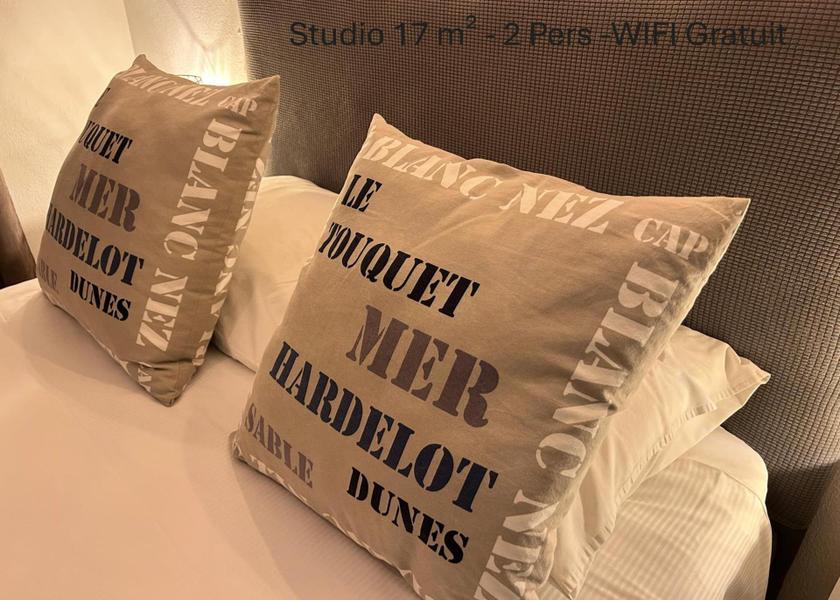 Studio 17 m² - 2 Pers -WIFI Gratuit
BLANC NEZ CAP
OUQUET
MER
HARDELOT
DUNES
BLANC NEZ
BLANC NEZ CAP
LE
TOUQUET
MER
HARDELOT
SABLE
DUNES
BLANC NEZ